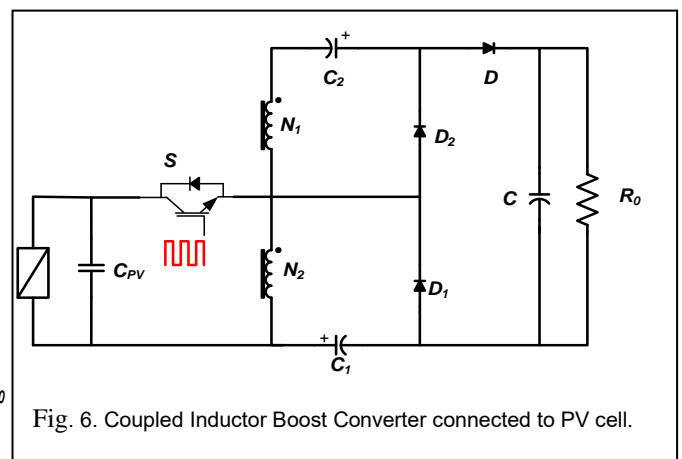 +
C2
D
N1
D2
S
C
R0
CPV
N2
D1
+
C1
Fig. 6. Coupled Inductor Boost Converter connected to PV cell.